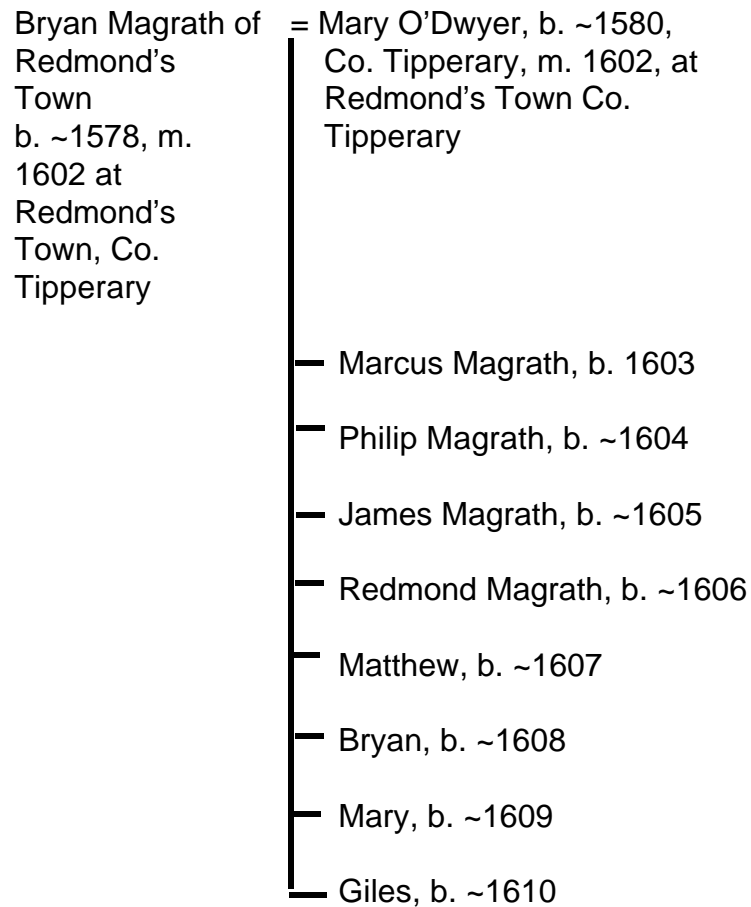 Bryan Magrath of
Redmond's
Town
b. ~1578, m.
1602 at
Redmond's
Town, Co.
Tipperary
= Mary O'Dwyer, b. ~1580,
Co. Tipperary, m. 1602, at
Redmond's Town Co.
Tipperary
Marcus Magrath, b. 1603
Philip Magrath, b. ~1604
James Magrath, b. ~1605
Redmond Magrath, b. ~1606
Matthew, b. ~1607
Bryan, b. ~1608
Mary, b. ~1609
Giles, b. ~1610